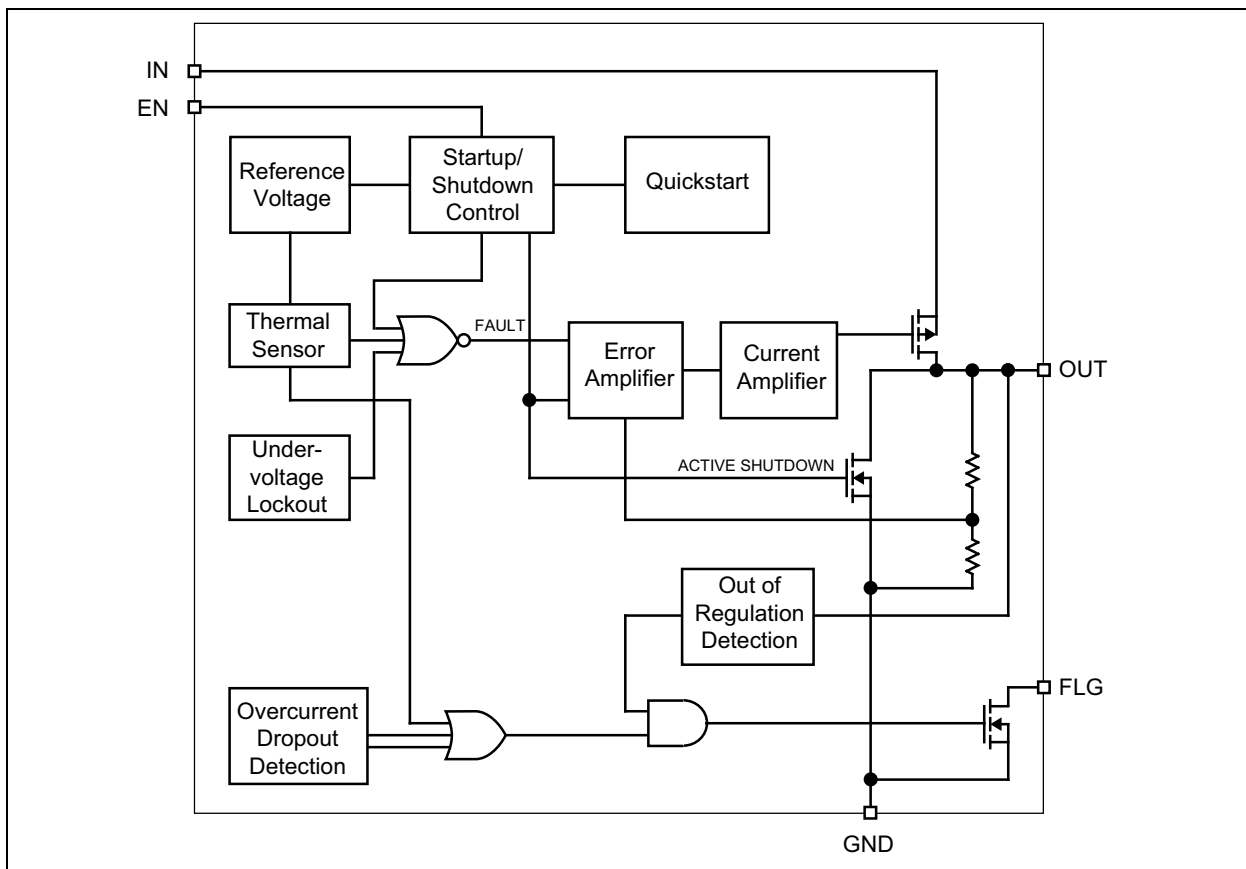 IN
EN
Reference
Voltage
Startup/
Shutdown
Control
Quickstart
Thermal
Sensor
FAULT
Error
Amplifier
Current
Amplifier
OUT
Under-
voltage
Lockout
ACTIVE SHUTDOWN
Out of
Regulation
Detection
Overcurrent
Dropout
Detection
FLG
GND